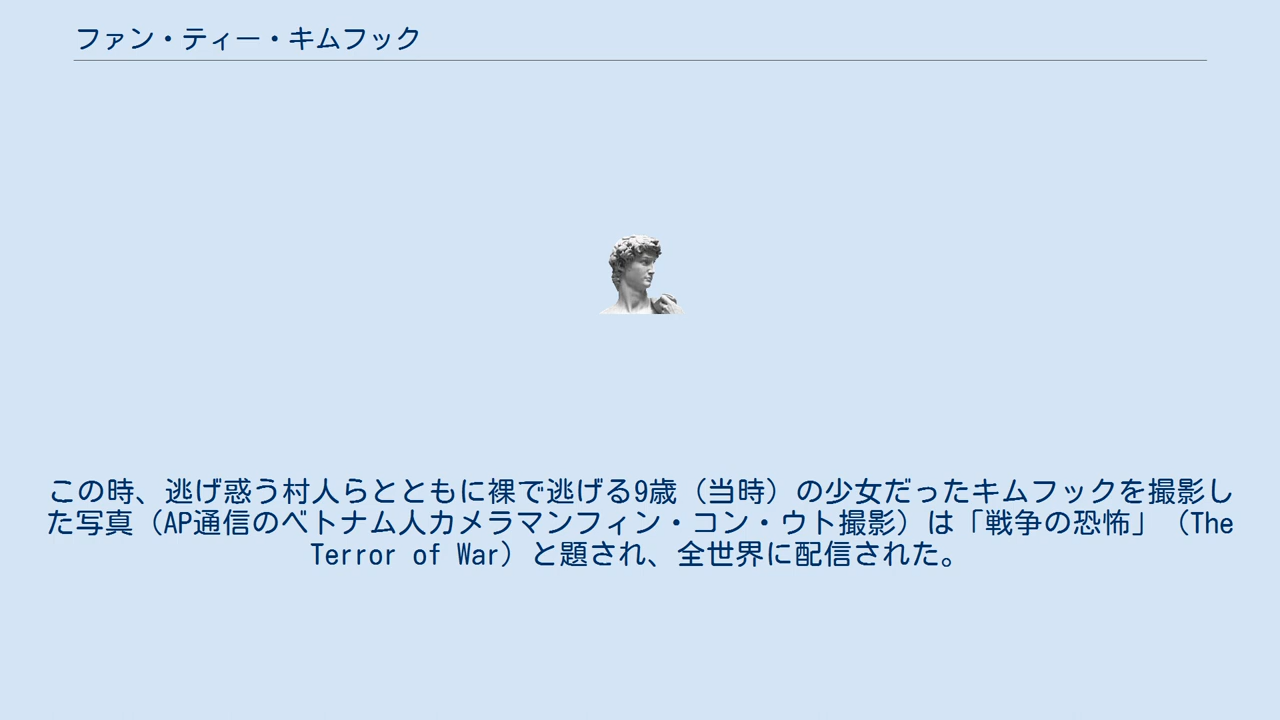 ファン・ティー・キムフック
この時、逃げ惑う村人らとともに裸で逃げる9歳（当時）の少女だったキムフックを撮影し
た写真（AP通信のベトナム人カメラマンフィン・コン・ウト撮影）は「戦争の恐怖」（The
Terror of War）と題され、全世界に配信された。